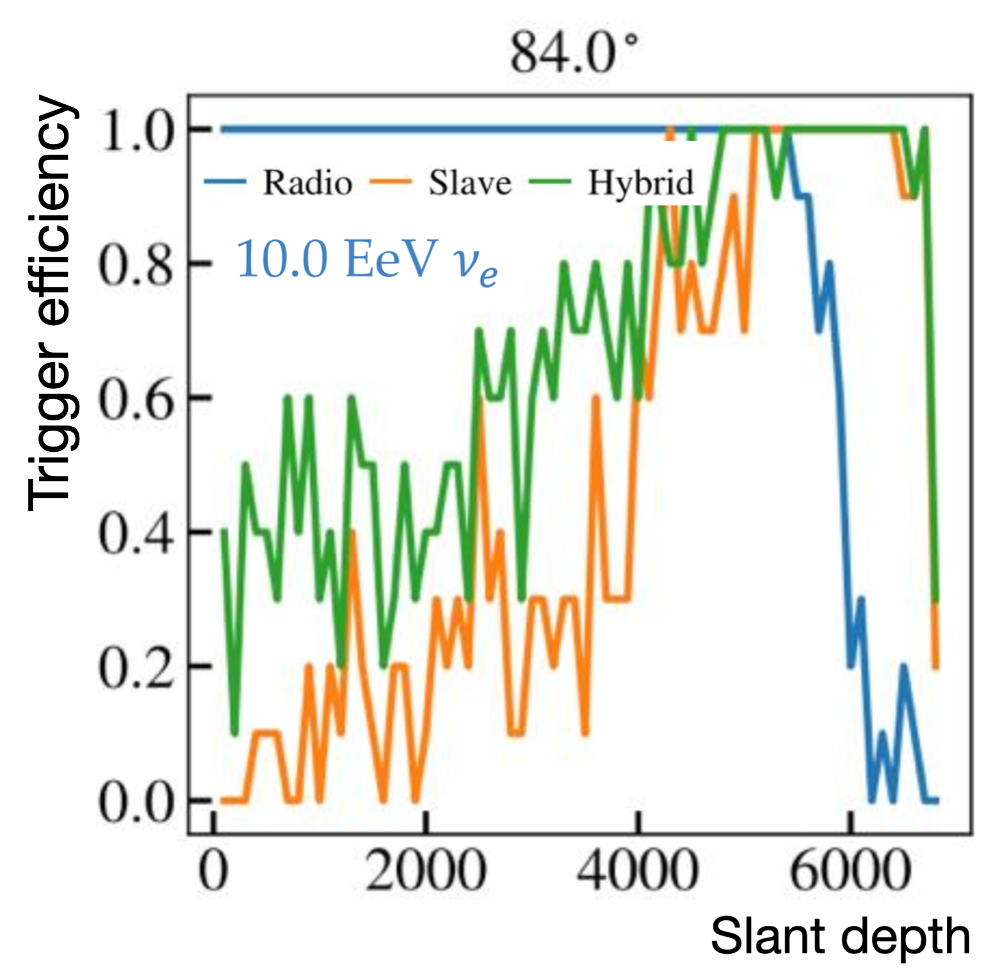 84.0°
Trigger efficiency
1.0
0.8
0.6
0.4
0.2
0.0
Radio Slave Hybrid
10.0 EeV νₑ
0 2000 4000 6000
Slant depth